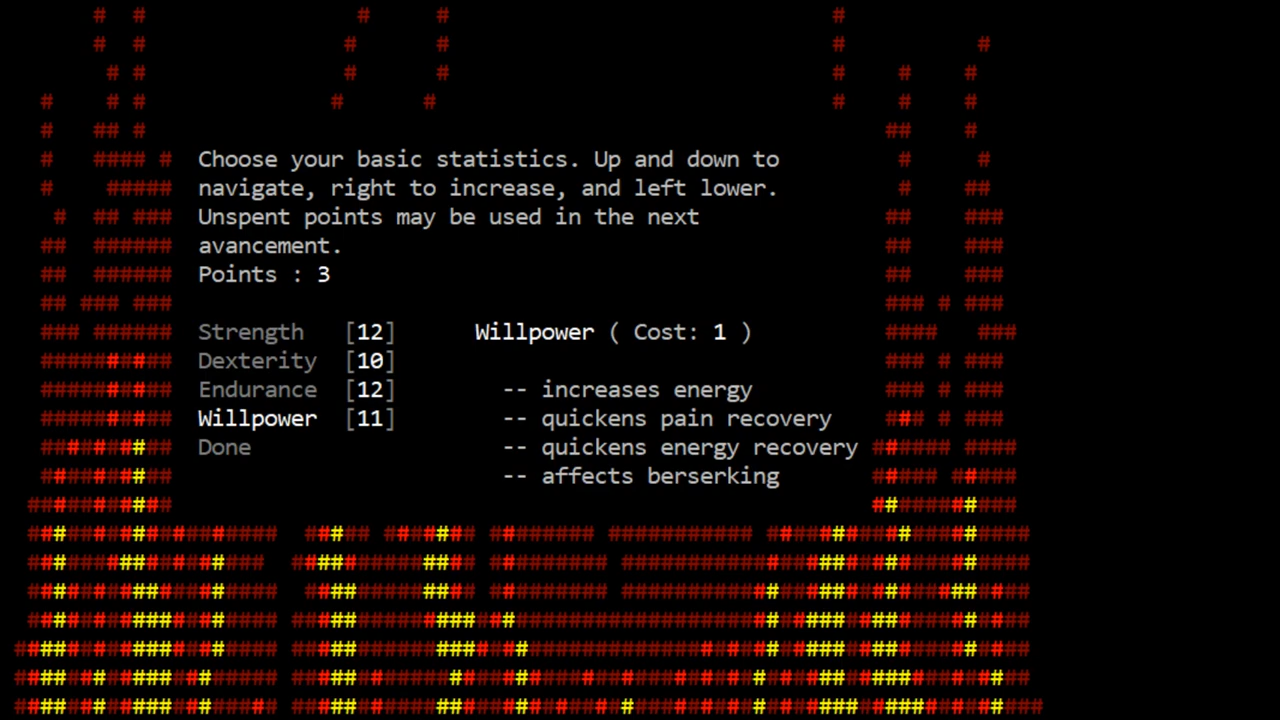 Choose your basic statistics. Up and down to
navigate, right to increase, and left lower.
Unspent points may be used in the next
avancement.
Points : 3
Strength [12] Willpower ( Cost: 1 )
Dexterity [10]
Endurance [12] -- increases energy
Willpower [11] -- quickens pain recovery
Done -- quickens energy recovery
-- affects berserking